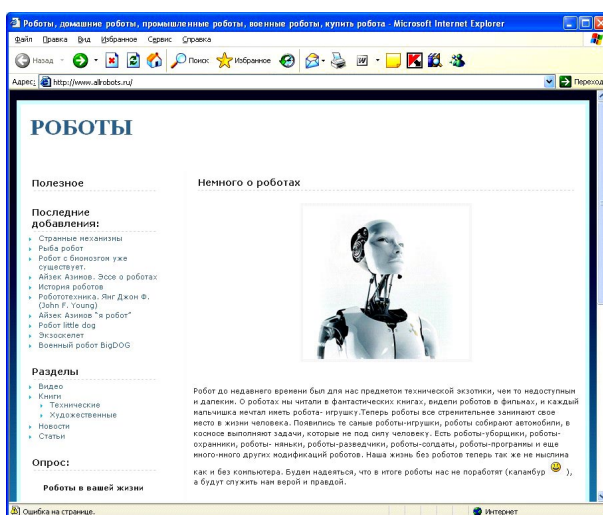 Роботы, домашние роботы, промышленные роботы, военные роботы, купить робота - Microsoft Internet Explorer
Файл Правка Вид Избранное Сервис Справка
Назад Поиск Избранное
Адрес: http://www.allrobots.ru/ Переход
РОБОТЫ
Полезное
Последние
добавления:
Странные механизмы
Рыба робот
Робот с биомозгом уже
существует.
Айзек Азимов. Эссе о роботах
История роботов
Робототехника. Янг Джон Ф.
(John F. Young)
Айзек Азимов "я робот"
Робот little dog
Экзоскелет
Военный робот BigDOG
Разделы
Видео
Книги
Технические
Художественные
Новости
Статьи
Опрос:
Роботы в вашей жизни
Немного о роботах
Робот до недавнего времени был для нас предметом технической экзотики, чем то недоступным
и далеким. О роботах мы читали в фантастических книгах, видели роботов в фильмах, и каждый
мальчишка мечтал иметь робота- игрушку.Теперь роботы все стремительнее занимают свое
место в жизни человека. Появились те самые роботы-игрушки, роботы собирают автомобили, в
космосе выполняют задачи, которые не под силу человеку. Есть роботы-уборщики, роботы-
охранники, роботы- няньки, роботы-разведчики, роботы-солдаты, роботы-программы и еще
много-много других модификаций роботов. Наша жизнь без роботов теперь так же не мыслима
как и без компьютера. Будем надеяться, что в итоге роботы нас не поработят (каламбур ),
а будут служить нам верой и правдой.
Ошибка на странице. Интернет